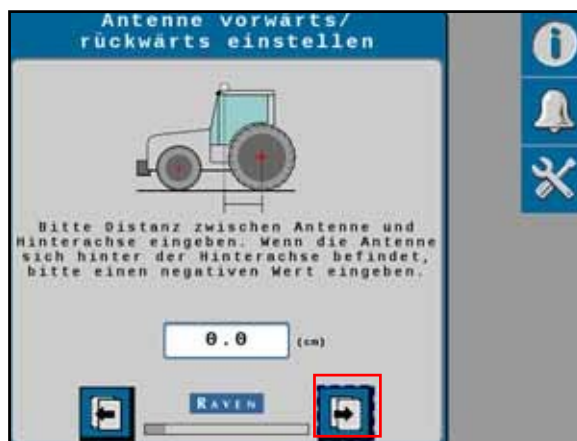 Antenne vorwärts/
rückwärts einstellen
Bitte Distanz zwischen Antenne und
Hinterachse eingeben. Wenn die Antenne
sich hinter der Hinterachse befindet,
bitte einen negativen Wert eingeben.
0.0 (cm)
RAVEN